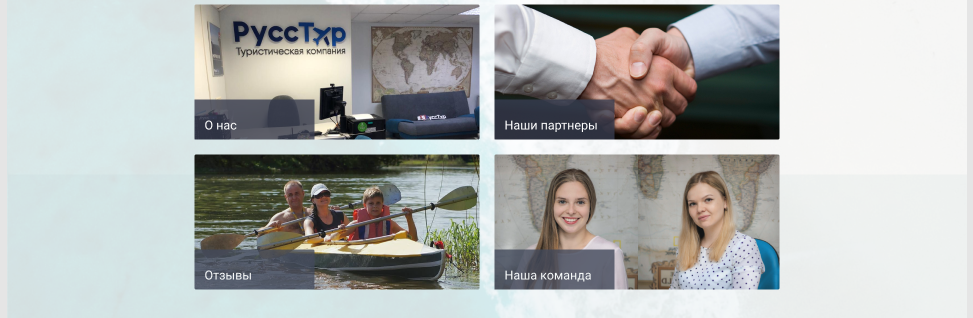 РуссТур
Туристическая компания
О нас
Наши партнеры
Отзывы
Наша команда